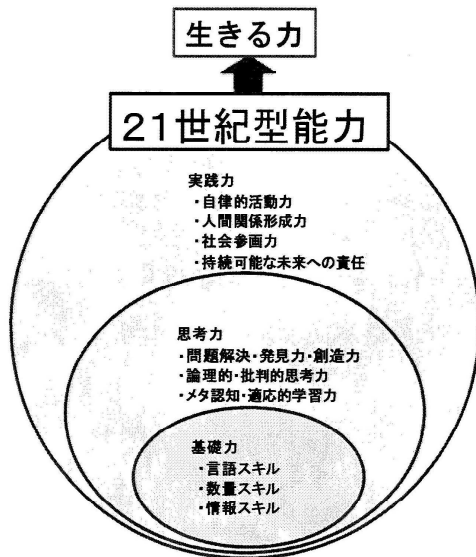 生きる力
21世紀型能力
実践力
・自律的活動力
・人間関係形成力
・社会参画力
・持続可能な未来への責任
思考力
・問題解決・発見力・創造力
・論理的・批判的思考力
・メタ認知・適応的学習力
基礎力
・言語スキル
・数量スキル
・情報スキル